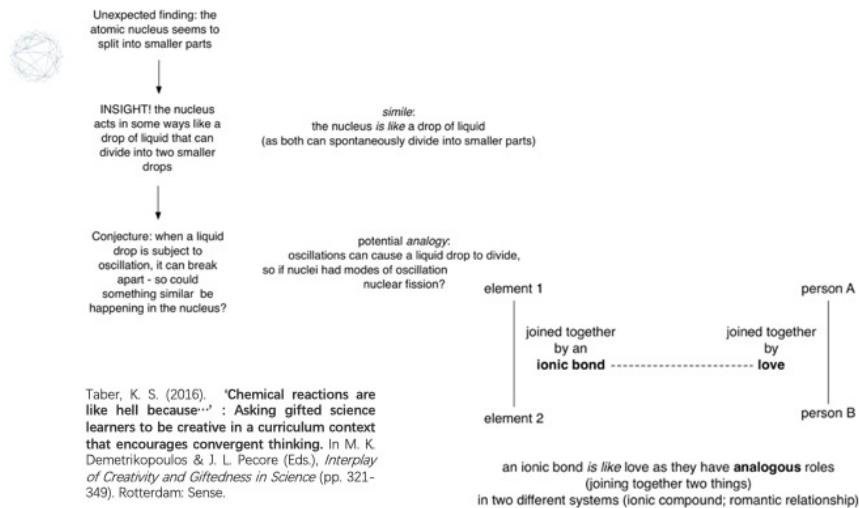 Unexpected finding: the
atomic nucleus seems to
split into smaller parts
INSIGHT! the nucleus
acts in some ways like a
drop of liquid that can
divide into two smaller
drops
simile:
the nucleus is like a drop of liquid
(as both can spontaneously divide into smaller parts)
Conjecture: when a liquid
drop is subject to
oscillation, it can break
apart - so could
something similar be
happening in the nucleus?
potential analogy:
oscillations can cause a liquid drop to divide,
so if nuclei had modes of oscillation
nuclear fission?
element 1
joined together
by an
ionic bond
element 2
person A
joined together
by
love
person B
an ionic bond is like love as they have analogous roles
(joining together two things)
in two different systems (ionic compound; romantic relationship)
Taber, K. S. (2016). 'Chemical reactions are
like hell because…' : Asking gifted science
learners to be creative in a curriculum context
that encourages convergent thinking. In M. K.
Demetrikopoulos & J. L. Pecore (Eds.), Interplay
of Creativity and Giftedness in Science (pp. 321-
349). Rotterdam: Sense.